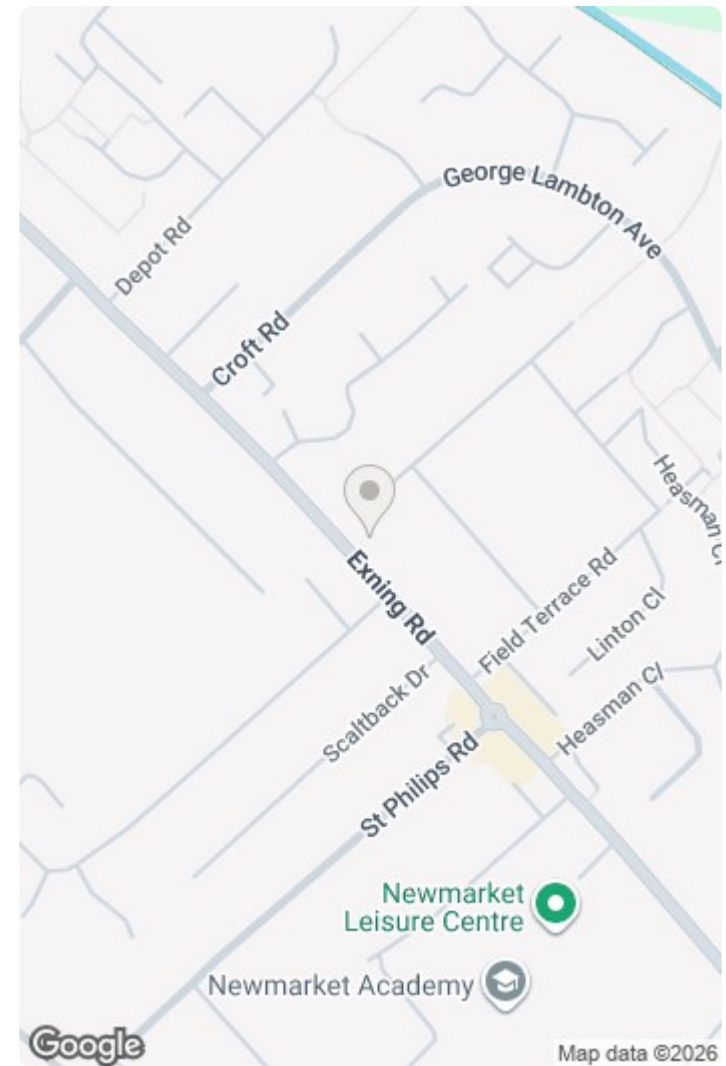 George Lambton Ave
Depot Rd
Croft Rd
Heasman Cl
Exning Rd
Field Terrace Rd
Linton Cl
Scaltback Dr
Heasman Cl
St Philips Rd
Newmarket
Leisure Centre
Newmarket Academy
Google
Map data ©2026